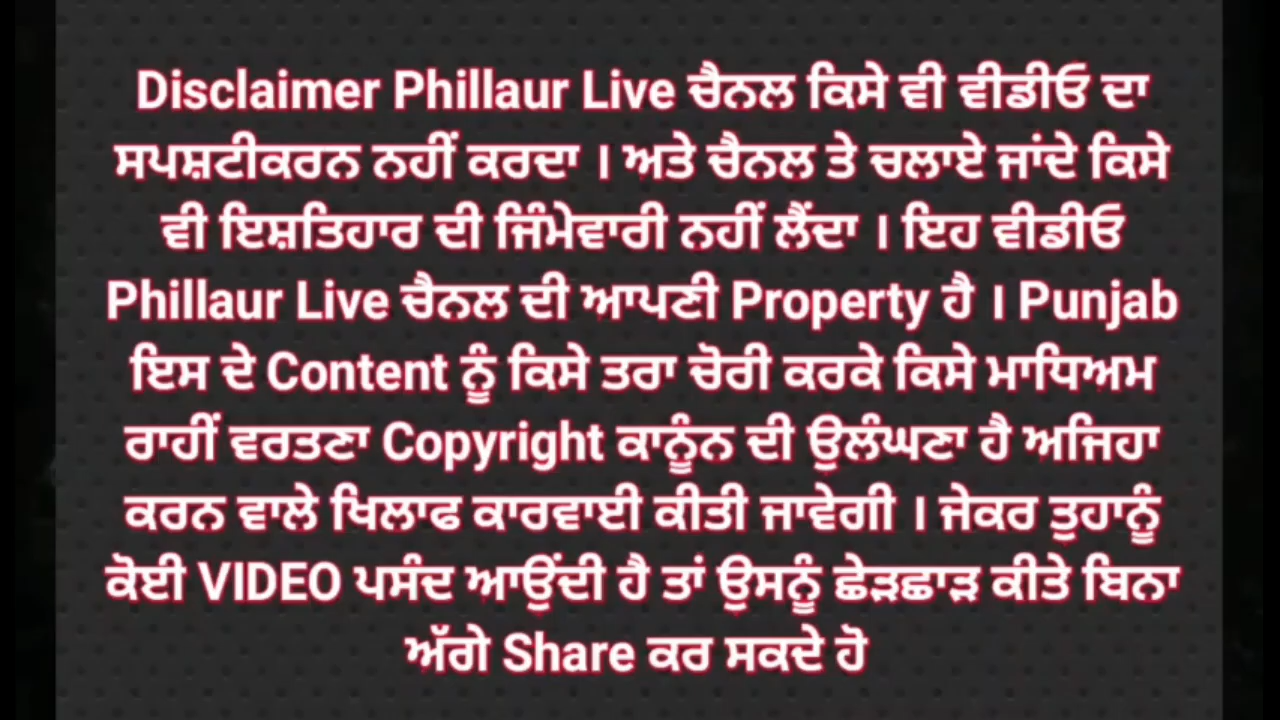 Disclaimer Phillaur Live ਚੈਨਲ ਕਿਸੇ ਵੀ ਵੀਡੀਓ ਦਾ
ਸਪਸ਼ਟੀਕਰਨ ਨਹੀਂ ਕਰਦਾ । ਅਤੇ ਚੈਨਲ ਤੇ ਚਲਾਏ ਜਾਂਦੇ ਕਿਸੇ
ਵੀ ਇਸ਼ਤਿਹਾਰ ਦੀ ਜਿੰਮੇਵਾਰੀ ਨਹੀਂ ਲੈਂਦਾ । ਇਹ ਵੀਡੀਓ
Phillaur Live ਚੈਨਲ ਦੀ ਆਪਣੀ Property ਹੈ । Punjab
ਇਸ ਦੇ Content ਨੂੰ ਕਿਸੇ ਤਰਾ ਚੋਰੀ ਕਰਕੇ ਕਿਸੇ ਮਾਧਿਅਮ
ਰਾਹੀਂ ਵਰਤਣਾ Copyright ਕਾਨੂੰਨ ਦੀ ਉਲੰਘਣਾ ਹੈ ਅਜਿਹਾ
ਕਰਨ ਵਾਲੇ ਖਿਲਾਫ ਕਾਰਵਾਈ ਕੀਤੀ ਜਾਵੇਗੀ । ਜੇਕਰ ਤੁਹਾਨੂੰ
ਕੋਈ VIDEO ਪਸੰਦ ਆਉਂਦੀ ਹੈ ਤਾਂ ਉਸਨੂੰ ਛੇੜਛਾੜ ਕੀਤੇ ਬਿਨਾ
ਅੱਗੇ Share ਕਰ ਸਕਦੇ ਹੋ